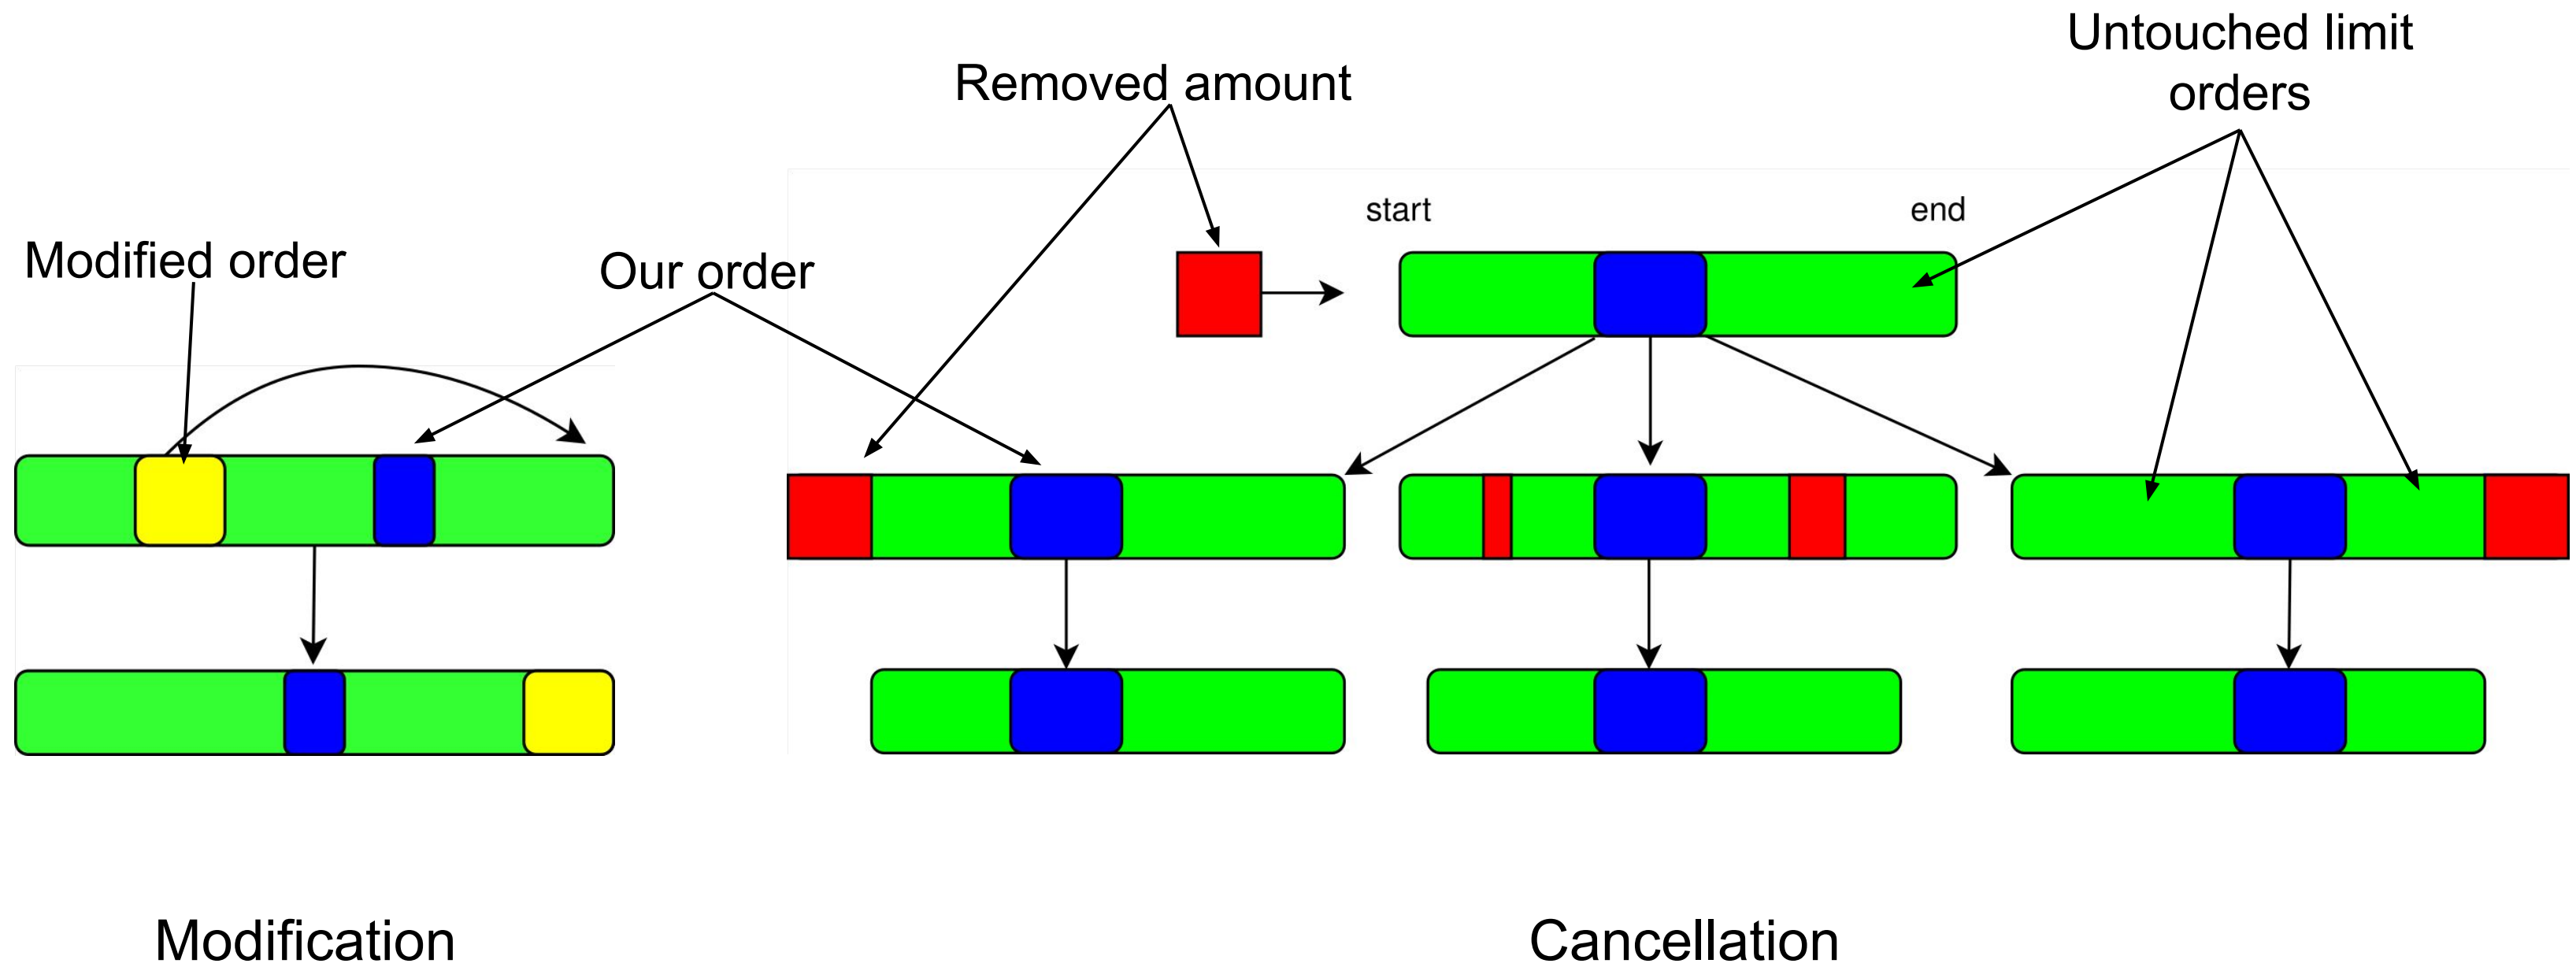 Untouched limit
orders
Removed amount
start
end
Modified order
Our order
Modification
Cancellation